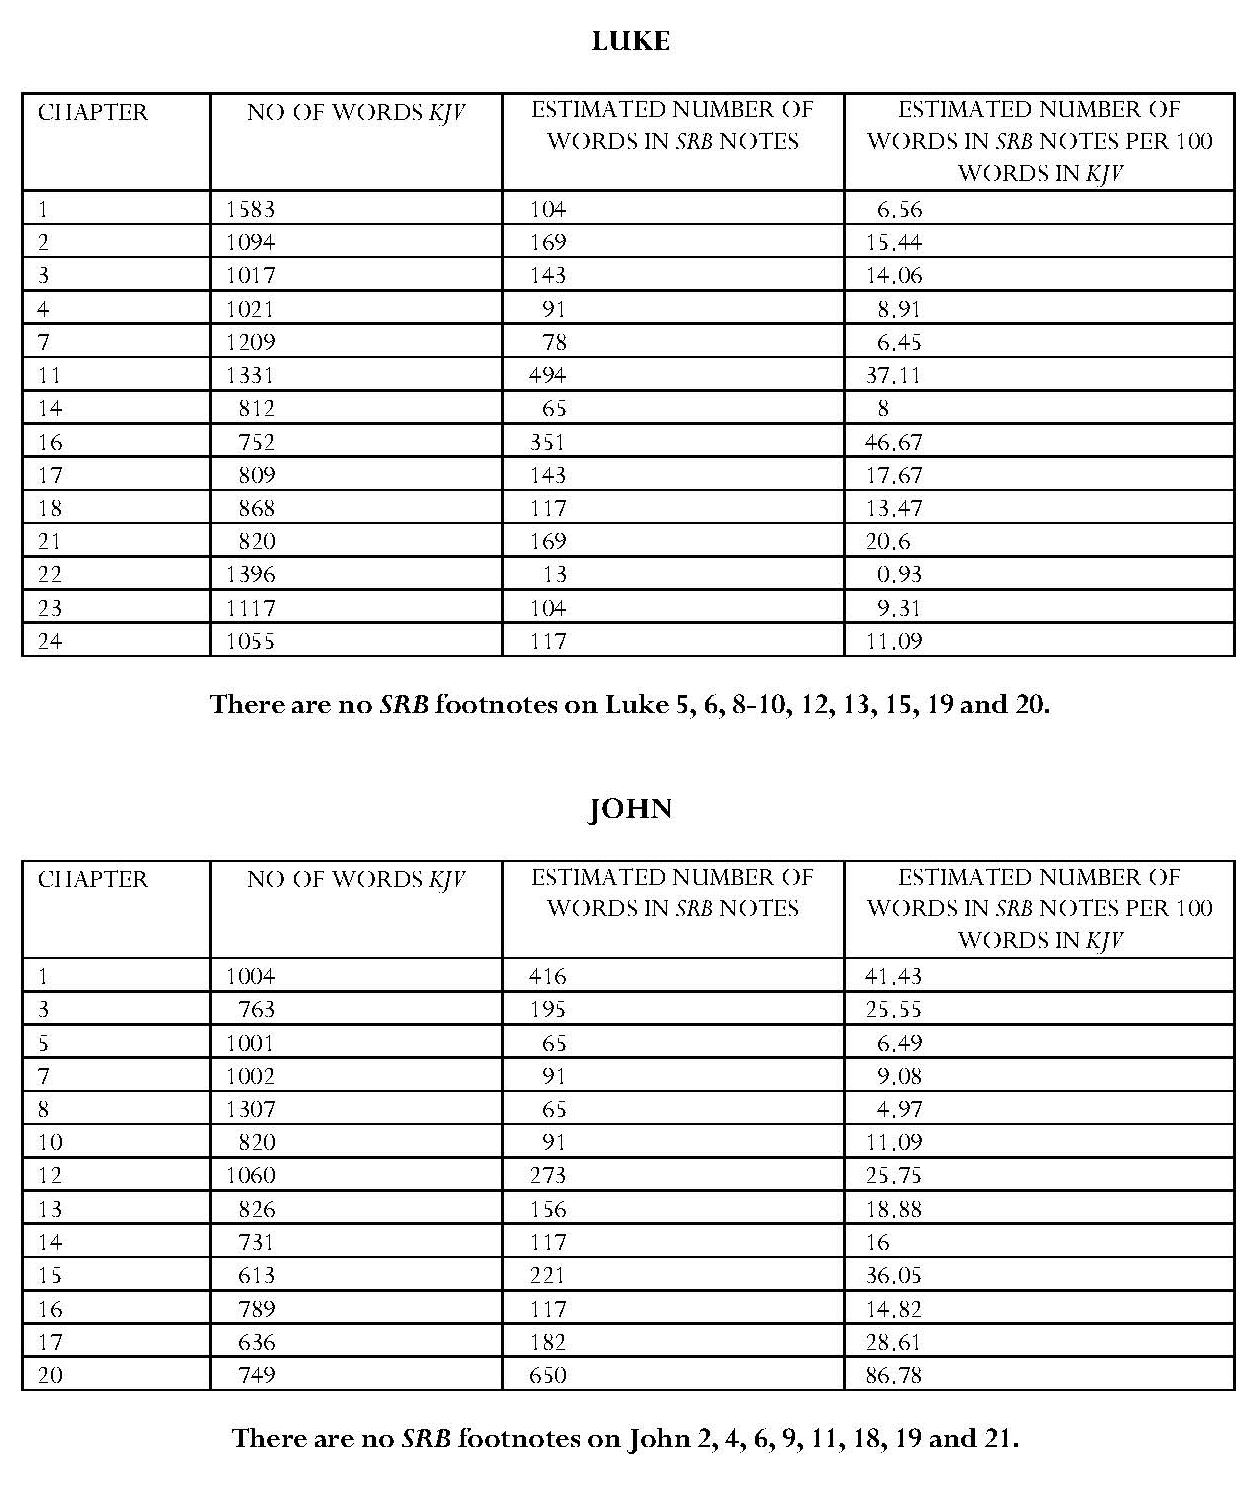 LUKE
CHAPTER NO OF WORDS KJV ESTIMATED NUMBER OF WORDS IN SRB NOTES ESTIMATED NUMBER OF WORDS IN SRB NOTES PER 100 WORDS IN KJV
1 1583 104 6.56
2 1094 169 15.44
3 1017 143 14.06
4 1021 91 8.91
7 1209 78 6.45
11 1331 494 37.11
14 812 65 8
16 752 351 46.67
17 809 143 17.67
18 868 117 13.47
21 820 169 20.6
22 1396 13 0.93
23 1117 104 9.31
24 1055 117 11.09
There are no SRB footnotes on Luke 5, 6, 8-10, 12, 13, 15, 19 and 20.
JOHN
CHAPTER NO OF WORDS KJV ESTIMATED NUMBER OF WORDS IN SRB NOTES ESTIMATED NUMBER OF WORDS IN SRB NOTES PER 100 WORDS IN KJV
1 1004 416 41.43
3 763 195 25.55
5 1001 65 6.49
7 1002 91 9.08
8 1307 65 4.97
10 820 91 11.09
12 1060 273 25.75
13 826 156 18.88
14 731 117 16
15 613 221 36.05
16 789 117 14.82
17 636 182 28.61
20 749 650 86.78
There are no SRB footnotes on John 2, 4, 6, 9, 11, 18, 19 and 21.